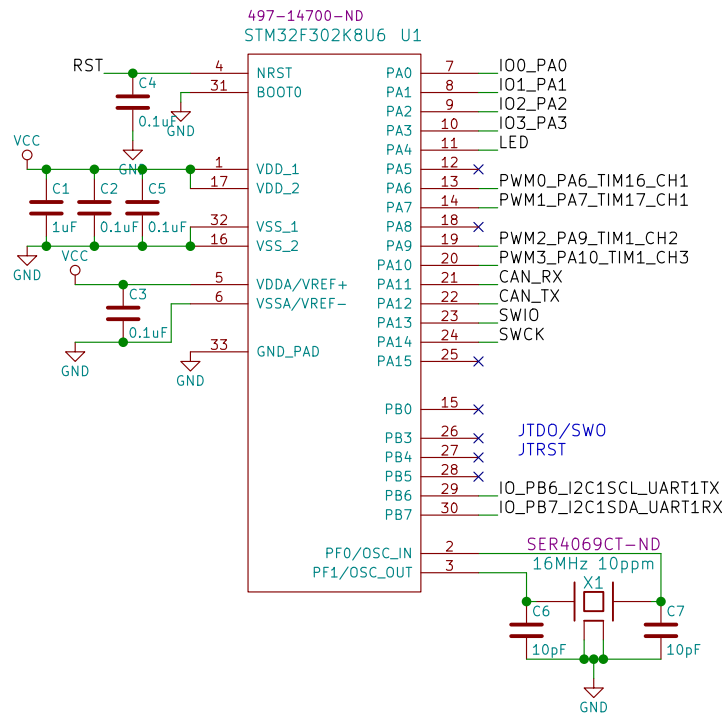 497-14700-ND
STM32F302K8U6 U1
RST 4 NRST PA0 7 IO0_PA0
C4 31 BOOT0 PA1 8 IO1_PA1
0.1uF GND PA2 9 IO2_PA2
PA3 10 IO3_PA3
GND PA4 11 LED
VCC 1 VDD_1 PA5 12
17 VDD_2 PA6 13 PWM0_PA6_TIM16_CH1
C1 C2 C5 PA7 14 PWM1_PA7_TIM17_CH1
1uF 0.1uF 0.1uF 32 VSS_1 PA8 18
16 VSS_2 PA9 19 PWM2_PA9_TIM1_CH2
GND VCC PA10 20 PWM3_PA10_TIM1_CH3
5 VDDA/VREF+ PA11 21 CAN_RX
C3 6 VSSA/VREF- PA12 22 CAN_TX
0.1uF PA13 23 SWIO
PA14 24 SWCK
GND 33 GND_PAD PA15 25
GND
PB0 15
PB3 26 JTDO/SWO
PB4 27 JTRST
PB5 28
PB6 29 IO_PB6_I2C1SCL_UART1TX
PB7 30 IO_PB7_I2C1SDA_UART1RX
PF0/OSC_IN 2 SER4069CT-ND
PF1/OSC_OUT 3 16MHz 10ppm
X1
C6 C7
10pF 10pF
GND